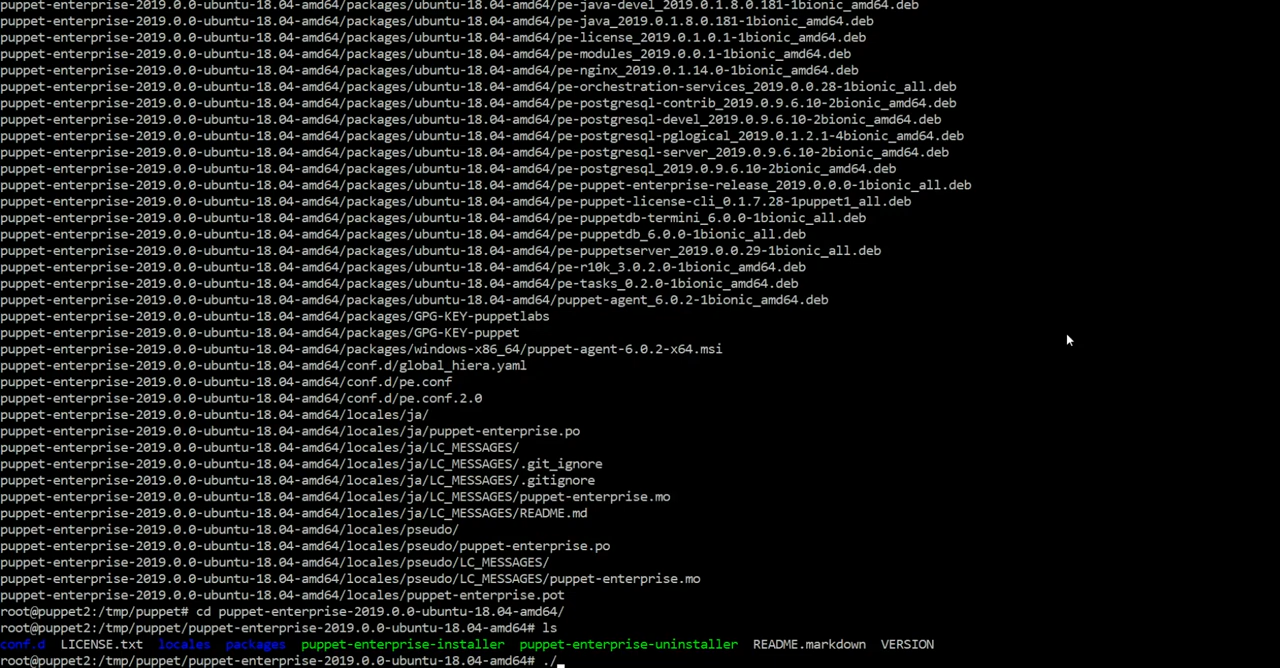 puppet-enterprise-2019.0.0-ubuntu-18.04-amd64/packages/ubuntu-18.04-amd64/pe-java-devel_2019.0.1.8.0.181-1bionic_amd64.deb
puppet-enterprise-2019.0.0-ubuntu-18.04-amd64/packages/ubuntu-18.04-amd64/pe-java_2019.0.1.8.0.181-1bionic_amd64.deb
puppet-enterprise-2019.0.0-ubuntu-18.04-amd64/packages/ubuntu-18.04-amd64/pe-license_2019.0.1.0.1-1bionic_amd64.deb
puppet-enterprise-2019.0.0-ubuntu-18.04-amd64/packages/ubuntu-18.04-amd64/pe-modules_2019.0.0.1-1bionic_amd64.deb
puppet-enterprise-2019.0.0-ubuntu-18.04-amd64/packages/ubuntu-18.04-amd64/pe-nginx_2019.0.1.14.0-1bionic_amd64.deb
puppet-enterprise-2019.0.0-ubuntu-18.04-amd64/packages/ubuntu-18.04-amd64/pe-orchestration-services_2019.0.0.28-1bionic_all.deb
puppet-enterprise-2019.0.0-ubuntu-18.04-amd64/packages/ubuntu-18.04-amd64/pe-postgresql-contrib_2019.0.9.6.10-2bionic_amd64.deb
puppet-enterprise-2019.0.0-ubuntu-18.04-amd64/packages/ubuntu-18.04-amd64/pe-postgresql-devel_2019.0.9.6.10-2bionic_amd64.deb
puppet-enterprise-2019.0.0-ubuntu-18.04-amd64/packages/ubuntu-18.04-amd64/pe-postgresql-pglogical_2019.0.1.2.1-4bionic_amd64.deb
puppet-enterprise-2019.0.0-ubuntu-18.04-amd64/packages/ubuntu-18.04-amd64/pe-postgresql-server_2019.0.9.6.10-2bionic_amd64.deb
puppet-enterprise-2019.0.0-ubuntu-18.04-amd64/packages/ubuntu-18.04-amd64/pe-postgresql_2019.0.9.6.10-2bionic_amd64.deb
puppet-enterprise-2019.0.0-ubuntu-18.04-amd64/packages/ubuntu-18.04-amd64/pe-puppet-enterprise-release_2019.0.0.0-1bionic_all.deb
puppet-enterprise-2019.0.0-ubuntu-18.04-amd64/packages/ubuntu-18.04-amd64/pe-puppet-license-cli_0.1.7.28-1puppet1_all.deb
puppet-enterprise-2019.0.0-ubuntu-18.04-amd64/packages/ubuntu-18.04-amd64/pe-puppetdb-termini_6.0.0-1bionic_all.deb
puppet-enterprise-2019.0.0-ubuntu-18.04-amd64/packages/ubuntu-18.04-amd64/pe-puppetdb_6.0.0-1bionic_all.deb
puppet-enterprise-2019.0.0-ubuntu-18.04-amd64/packages/ubuntu-18.04-amd64/pe-puppetserver_2019.0.0.29-1bionic_all.deb
puppet-enterprise-2019.0.0-ubuntu-18.04-amd64/packages/ubuntu-18.04-amd64/pe-r10k_3.0.2.0-1bionic_amd64.deb
puppet-enterprise-2019.0.0-ubuntu-18.04-amd64/packages/ubuntu-18.04-amd64/pe-tasks_0.2.0-1bionic_amd64.deb
puppet-enterprise-2019.0.0-ubuntu-18.04-amd64/packages/ubuntu-18.04-amd64/puppet-agent_6.0.2-1bionic_amd64.deb
puppet-enterprise-2019.0.0-ubuntu-18.04-amd64/packages/GPG-KEY-puppetlabs
puppet-enterprise-2019.0.0-ubuntu-18.04-amd64/packages/GPG-KEY-puppet
puppet-enterprise-2019.0.0-ubuntu-18.04-amd64/packages/windows-x86_64/puppet-agent-6.0.2-x64.msi
puppet-enterprise-2019.0.0-ubuntu-18.04-amd64/conf.d/global_hiera.yaml
puppet-enterprise-2019.0.0-ubuntu-18.04-amd64/conf.d/pe.conf
puppet-enterprise-2019.0.0-ubuntu-18.04-amd64/conf.d/pe.conf.2.0
puppet-enterprise-2019.0.0-ubuntu-18.04-amd64/locales/ja/
puppet-enterprise-2019.0.0-ubuntu-18.04-amd64/locales/ja/puppet-enterprise.po
puppet-enterprise-2019.0.0-ubuntu-18.04-amd64/locales/ja/LC_MESSAGES/
puppet-enterprise-2019.0.0-ubuntu-18.04-amd64/locales/ja/LC_MESSAGES/.git_ignore
puppet-enterprise-2019.0.0-ubuntu-18.04-amd64/locales/ja/LC_MESSAGES/.gitignore
puppet-enterprise-2019.0.0-ubuntu-18.04-amd64/locales/ja/LC_MESSAGES/puppet-enterprise.mo
puppet-enterprise-2019.0.0-ubuntu-18.04-amd64/locales/ja/LC_MESSAGES/README.md
puppet-enterprise-2019.0.0-ubuntu-18.04-amd64/locales/pseudo/
puppet-enterprise-2019.0.0-ubuntu-18.04-amd64/locales/pseudo/puppet-enterprise.po
puppet-enterprise-2019.0.0-ubuntu-18.04-amd64/locales/pseudo/LC_MESSAGES/
puppet-enterprise-2019.0.0-ubuntu-18.04-amd64/locales/pseudo/LC_MESSAGES/puppet-enterprise.mo
puppet-enterprise-2019.0.0-ubuntu-18.04-amd64/locales/puppet-enterprise.pot
root@puppet2:/tmp/puppet# cd puppet-enterprise-2019.0.0-ubuntu-18.04-amd64/
root@puppet2:/tmp/puppet/puppet-enterprise-2019.0.0-ubuntu-18.04-amd64# ls
conf.d  LICENSE.txt  locales  packages  puppet-enterprise-installer  puppet-enterprise-uninstaller  README.markdown  VERSION
root@puppet2:/tmp/puppet/puppet-enterprise-2019.0.0-ubuntu-18.04-amd64# ./